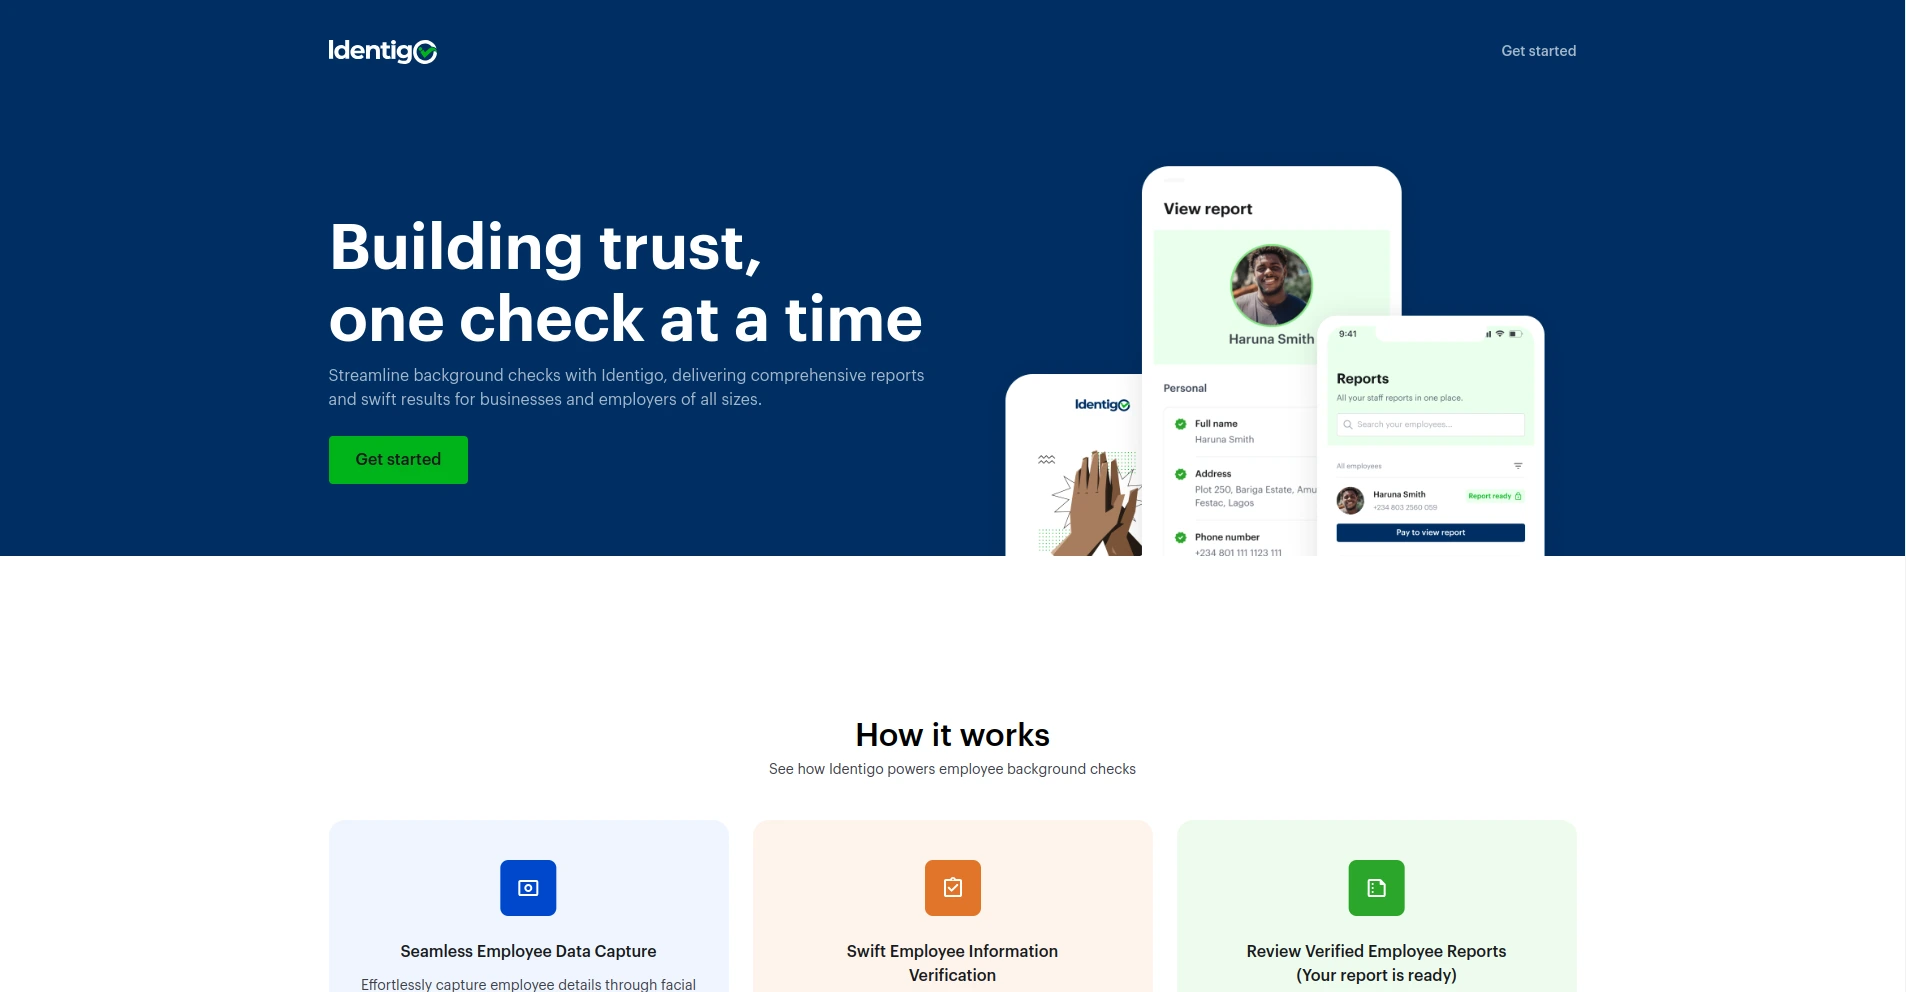 Identigo
Get started
Building trust,
one check at a time
Streamline background checks with Identigo, delivering comprehensive reports
and swift results for businesses and employers of all sizes.
Get started
Identigo
View report
Haruna Smith
Personal
Full name
Haruna Smith
Address
Plot 250, Bariga Estate, Amu
Festac, Lagos
Phone number
+234 801 111 1123 111
9:41
Reports
All your staff reports in one place.
Search your employees...
All employees
Haruna Smith
Report ready
+234 803 2560 059
Pay to view report
How it works
See how Identigo powers employee background checks
Seamless Employee Data Capture
Effortlessly capture employee details through facial
Swift Employee Information
Verification
Review Verified Employee Reports
(Your report is ready)